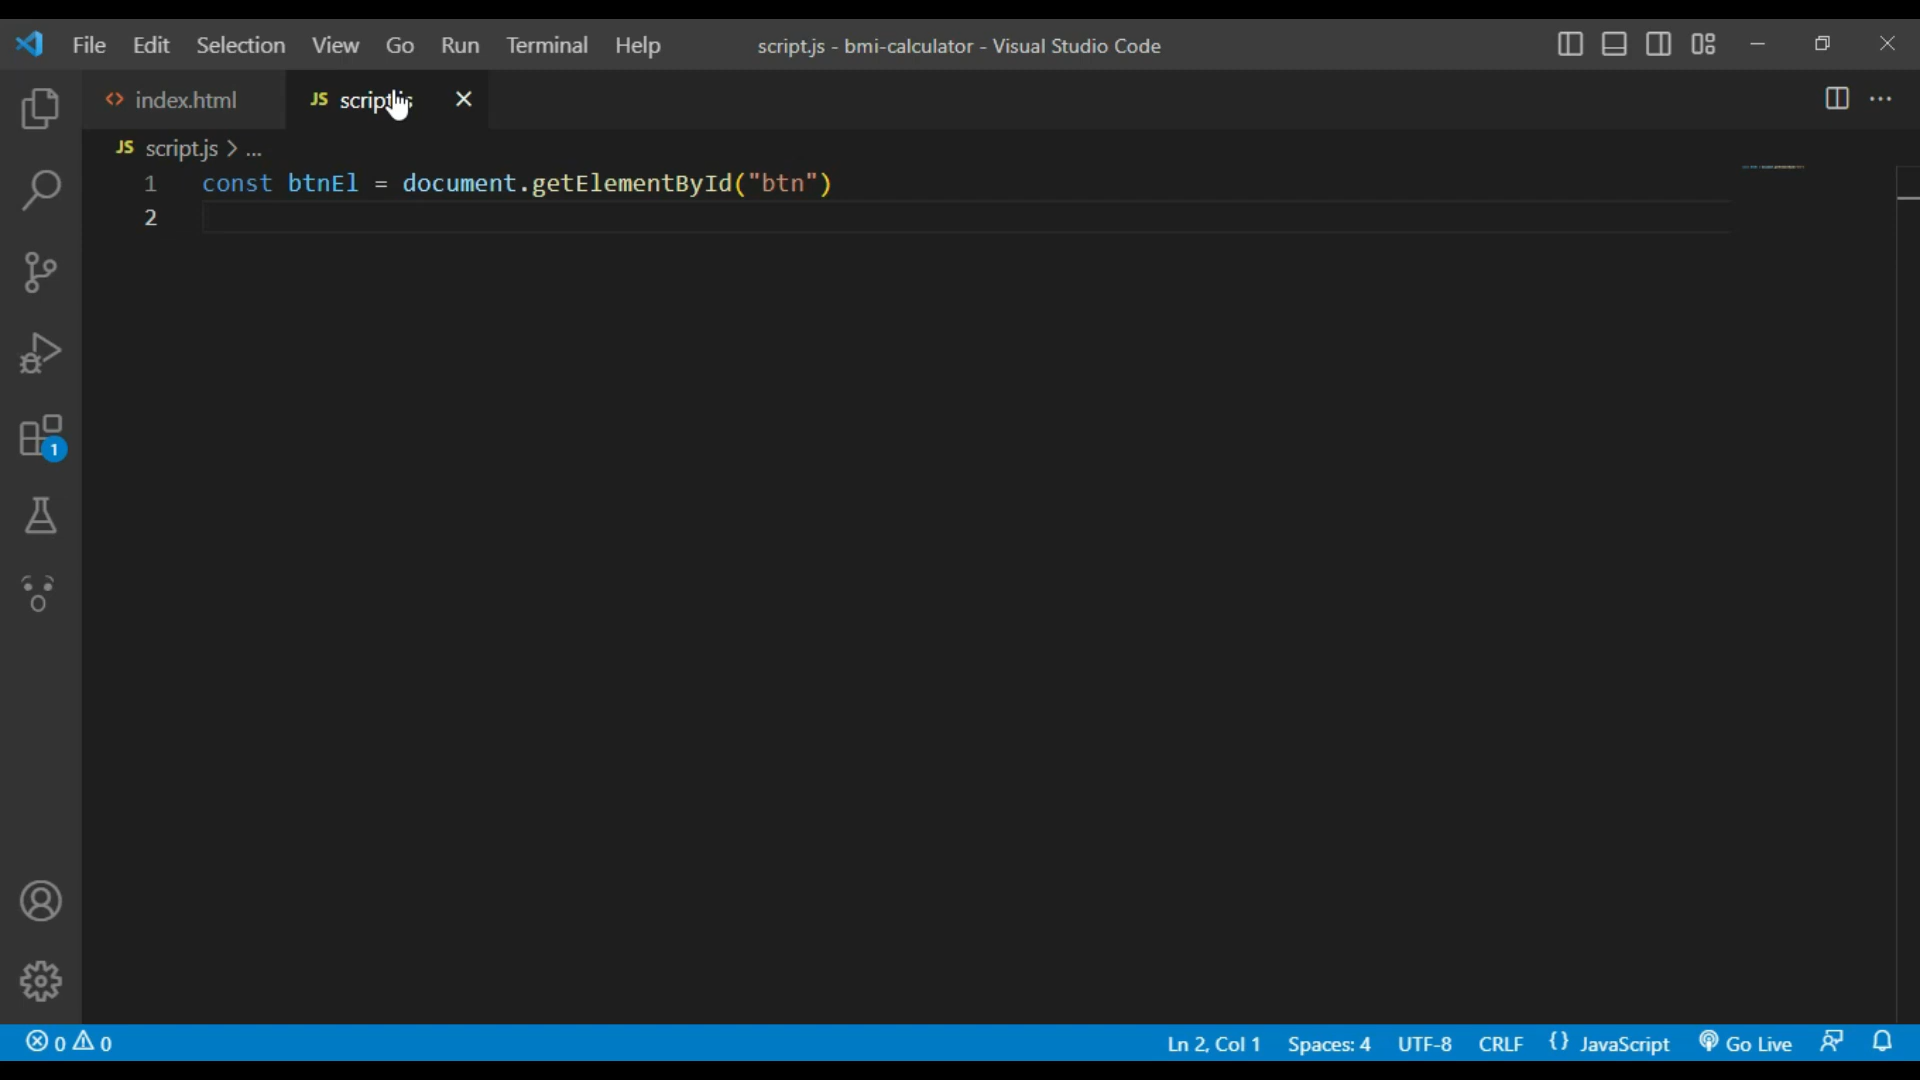 File Edit Selection View Go Run Terminal Help script.js - bmi-calculator - Visual Studio Code
<> index.html JS script.js
JS script.js > ...
1 const btnEl = document.getElementById("btn")
2
1
0 0 Ln 2, Col 1 Spaces: 4 UTF-8 CRLF {} JavaScript Go Live